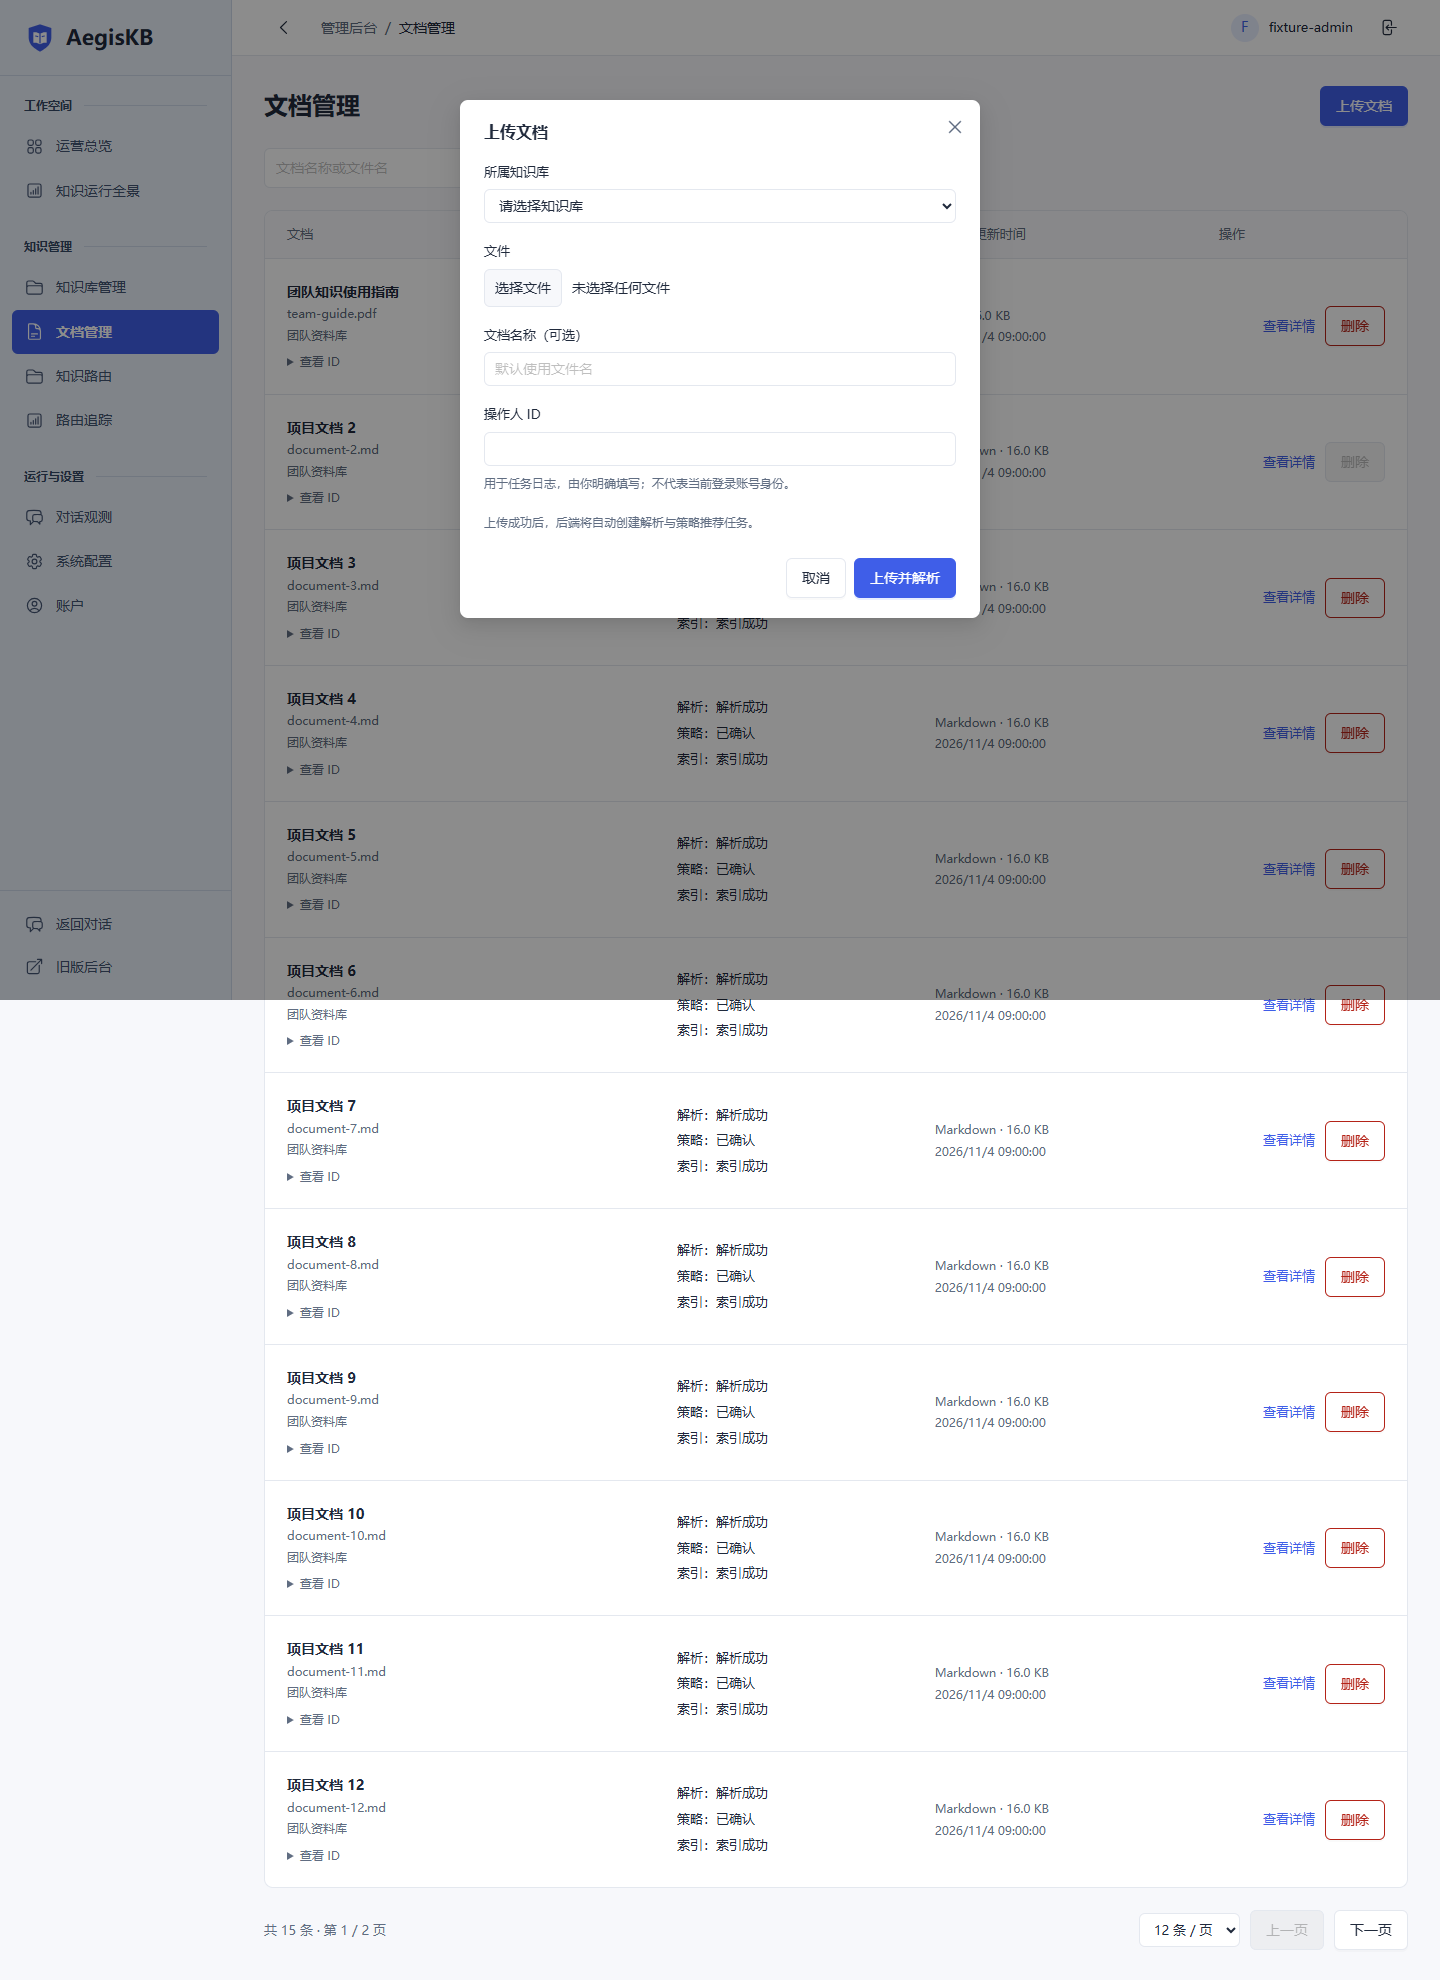 AegisKB
工作空间
运营总览
知识运行全景
知识管理
知识库管理
文档管理
知识路由
路由追踪
运行与设置
对话观测
系统配置
账户
返回对话
旧版后台
管理后台 / 文档管理
F fixture-admin
文档管理
上传文档
文档名称或文件名
文档
更新时间
操作
团队知识使用指南
team-guide.pdf
团队资料库
查看 ID
.0 KB
/4 09:00:00
查看详情
删除
项目文档 2
document-2.md
团队资料库
查看 ID
wn · 16.0 KB
/4 09:00:00
查看详情
删除
项目文档 3
document-3.md
团队资料库
查看 ID
索引：索引成功
wn · 16.0 KB
/4 09:00:00
查看详情
删除
上传文档
所属知识库
请选择知识库
文件
选择文件 未选择任何文件
文档名称（可选）
默认使用文件名
操作人 ID
用于任务日志，由你明确填写；不代表当前登录账号身份。
上传成功后，后端将自动创建解析与策略推荐任务。
取消
上传并解析
项目文档 4
document-4.md
团队资料库
查看 ID
解析：解析成功
策略：已确认
索引：索引成功
Markdown · 16.0 KB
2026/11/4 09:00:00
查看详情
删除
项目文档 5
document-5.md
团队资料库
查看 ID
解析：解析成功
策略：已确认
索引：索引成功
Markdown · 16.0 KB
2026/11/4 09:00:00
查看详情
删除
项目文档 6
document-6.md
团队资料库
查看 ID
解析：解析成功
策略：已确认
索引：索引成功
Markdown · 16.0 KB
2026/11/4 09:00:00
查看详情
删除
项目文档 7
document-7.md
团队资料库
查看 ID
解析：解析成功
策略：已确认
索引：索引成功
Markdown · 16.0 KB
2026/11/4 09:00:00
查看详情
删除
项目文档 8
document-8.md
团队资料库
查看 ID
解析：解析成功
策略：已确认
索引：索引成功
Markdown · 16.0 KB
2026/11/4 09:00:00
查看详情
删除
项目文档 9
document-9.md
团队资料库
查看 ID
解析：解析成功
策略：已确认
索引：索引成功
Markdown · 16.0 KB
2026/11/4 09:00:00
查看详情
删除
项目文档 10
document-10.md
团队资料库
查看 ID
解析：解析成功
策略：已确认
索引：索引成功
Markdown · 16.0 KB
2026/11/4 09:00:00
查看详情
删除
项目文档 11
document-11.md
团队资料库
查看 ID
解析：解析成功
策略：已确认
索引：索引成功
Markdown · 16.0 KB
2026/11/4 09:00:00
查看详情
删除
项目文档 12
document-12.md
团队资料库
查看 ID
解析：解析成功
策略：已确认
索引：索引成功
Markdown · 16.0 KB
2026/11/4 09:00:00
查看详情
删除
共 15 条 · 第 1 / 2 页
12 条 / 页
上一页
下一页